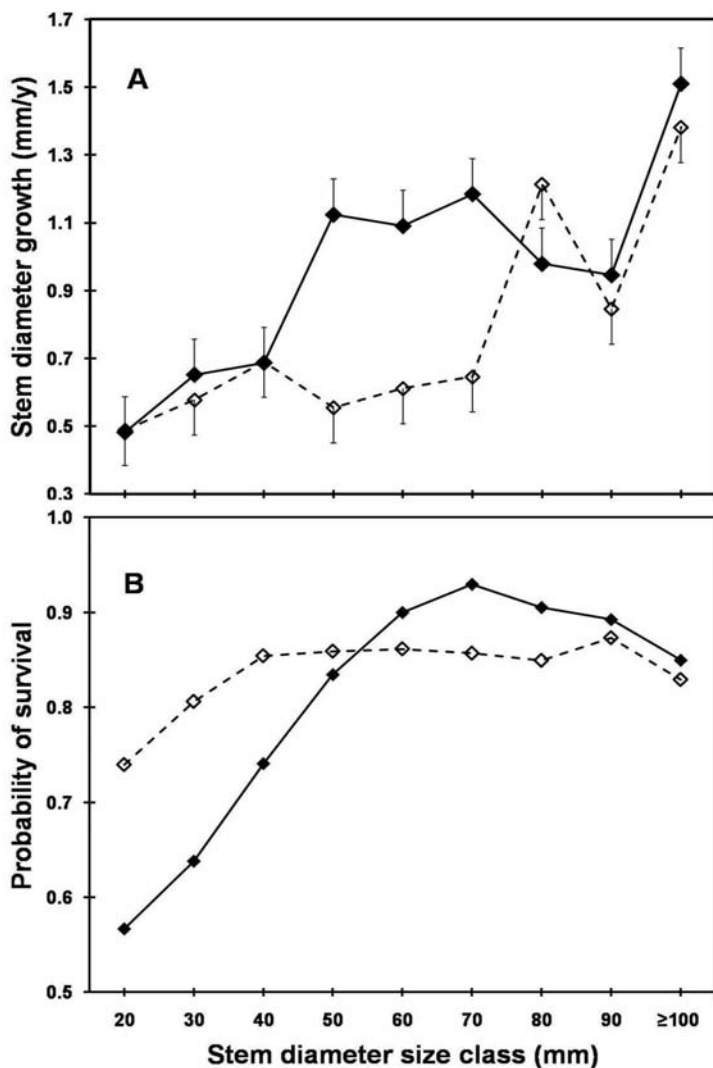 A
Stem diameter growth (mm/y)
1.7
1.5
1.3
1.1
0.9
0.7
0.5
0.3
B
Probability of survival
1.0
0.9
0.8
0.7
0.6
0.5
20 30 40 50 60 70 80 90 ≥100
Stem diameter size class (mm)